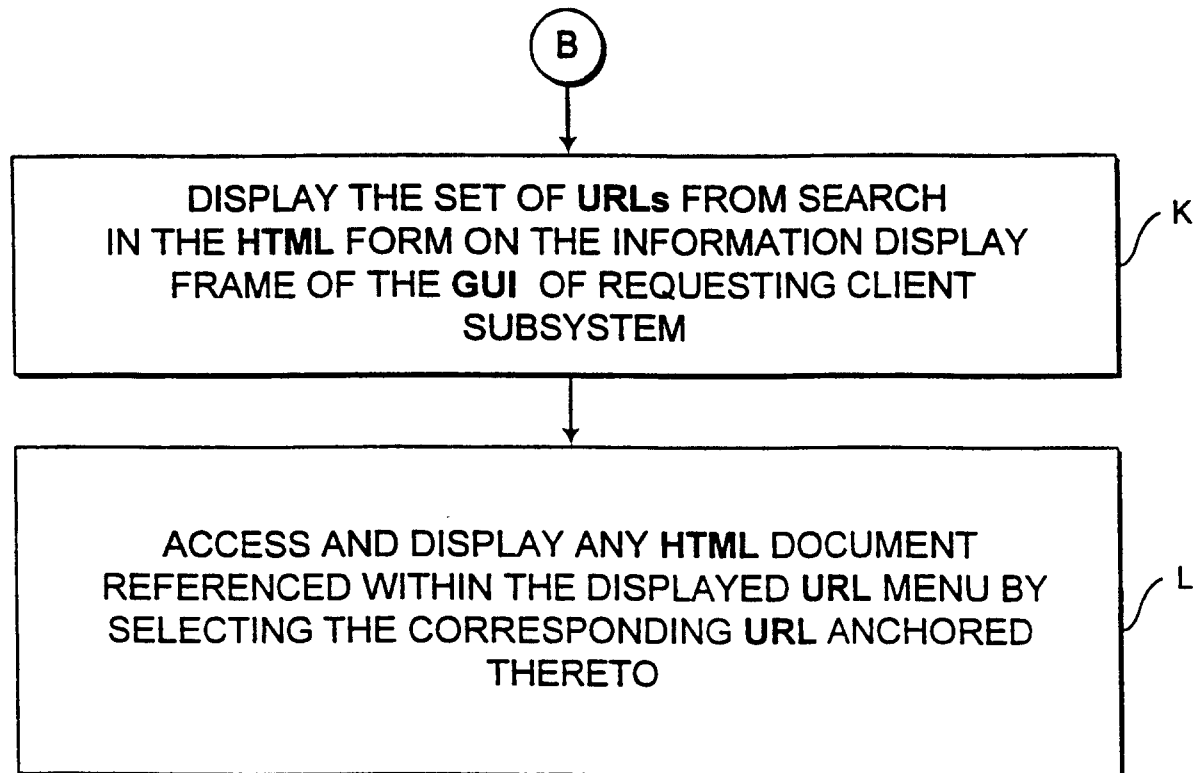 B
DISPLAY THE SET OF URLs FROM SEARCH
IN THE HTML FORM ON THE INFORMATION DISPLAY
FRAME OF THE GUI OF REQUESTING CLIENT
SUBSYSTEM
K
ACCESS AND DISPLAY ANY HTML DOCUMENT
REFERENCED WITHIN THE DISPLAYED URL MENU BY
SELECTING THE CORRESPONDING URL ANCHORED
THERETO
L